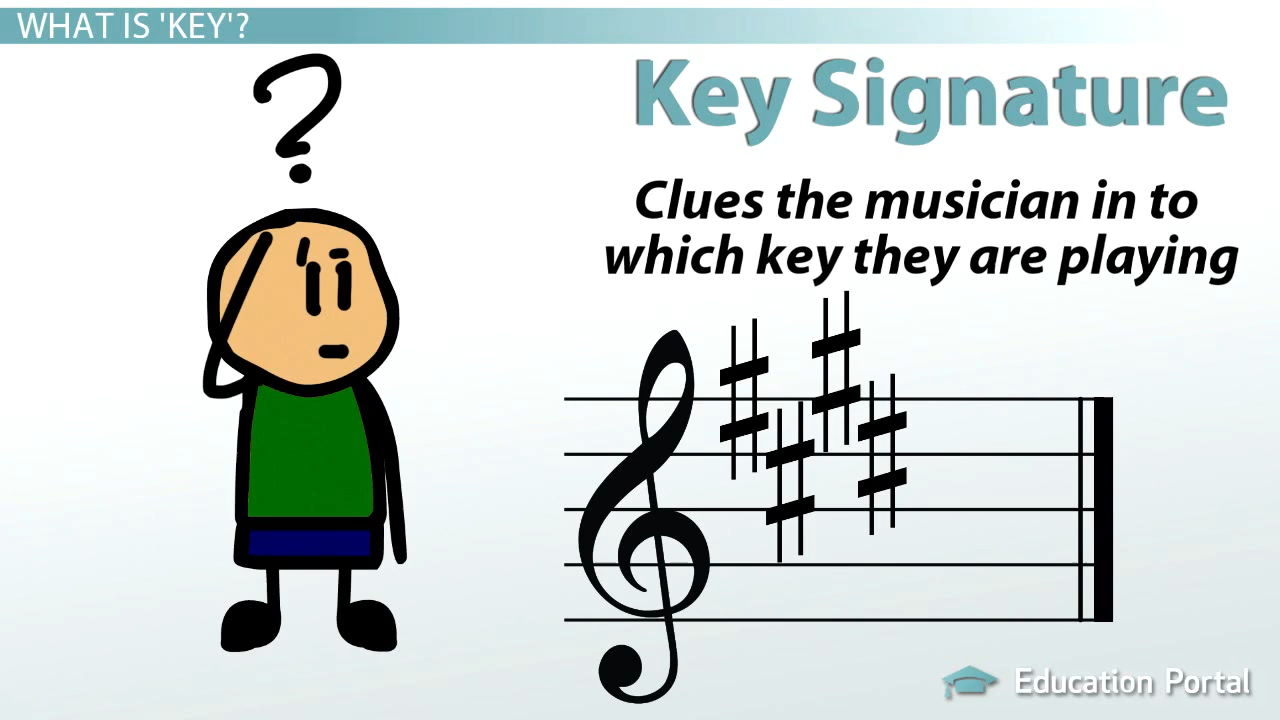 WHAT IS 'KEY'?
?
Key Signature
Clues the musician in to
which key they are playing
Education Portal